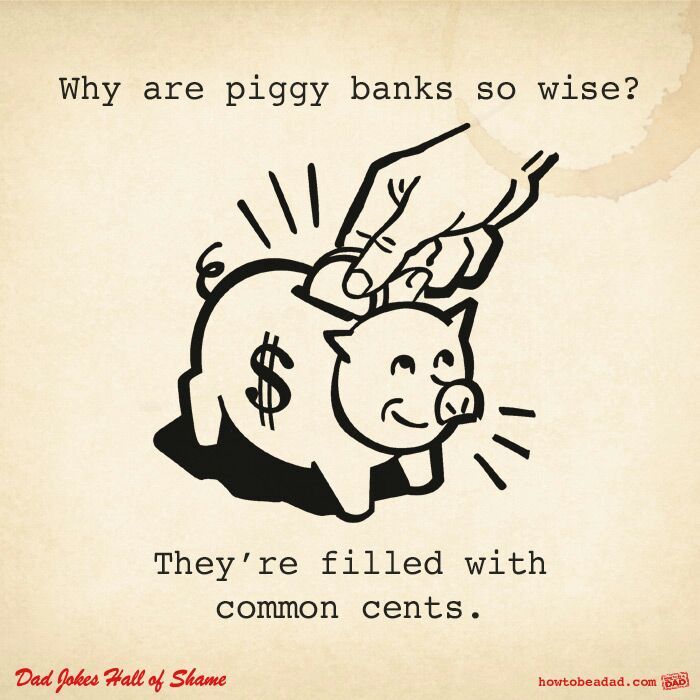 Why are piggy banks so wise?
$
They’re filled with
common cents.
Dad Jokes Hall of Shame
howtobeadad.com
DAD